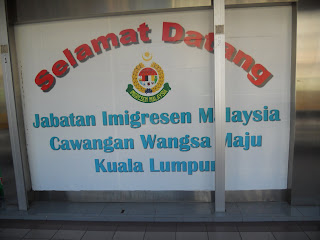 Selamat Datang
Jabatan Imigresen Malaysia
Cawangan Wangsa Maju
Kuala Lumpur